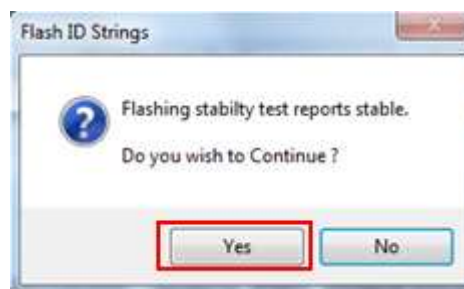 Flash ID Strings
Flashing stabilty test reports stable.
Do you wish to Continue ?
Yes
No